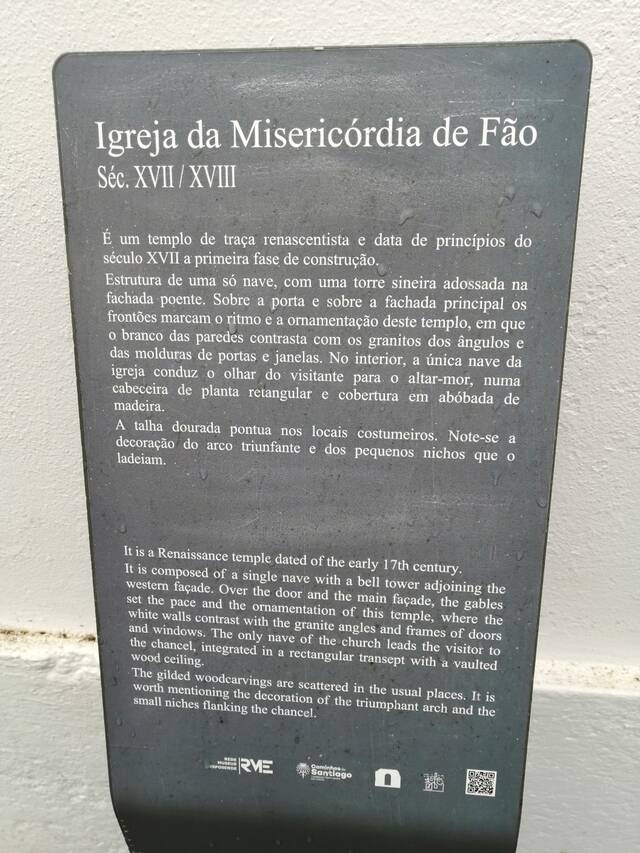 Igreja da Misericórdia de Fão
Séc. XVII / XVIII
É um templo de traça renascentista e data de princípios do
século XVII a primeira fase de construção.
Estrutura de uma só nave, com uma torre sineira adossada na
fachada poente. Sobre a porta e sobre a fachada principal os
frontões marcam o ritmo e a ornamentação deste templo, em que
o branco das paredes contrasta com os granitos dos ângulos e
das molduras de portas e janelas. No interior, a única nave da
igreja conduz o olhar do visitante para o altar-mor, numa
cabeceira de planta retangular e cobertura em abóbada de
madeira.
A talha dourada pontua nos locais costumeiros. Note-se a
decoração do arco triunfante e dos pequenos nichos que o
ladeiam.
It is a Renaissance temple dated of the early 17th century.
It is composed of a single nave with a bell tower adjoining the
western façade. Over the door and the main façade, the gables
set the pace and the ornamentation of this temple, where the
white walls contrast with the granite angles and frames of doors
and windows. The only nave of the church leads the visitor to
the chancel, integrated in a rectangular transept with a vaulted
wood ceiling.
The gilded woodcarvings are scattered in the usual places. It is
worth mentioning the decoration of the triumphant arch and the
small niches flanking the chancel.
REDE
MUSEUS
ESPOSENDE
RME
Caminhos de
Santiago